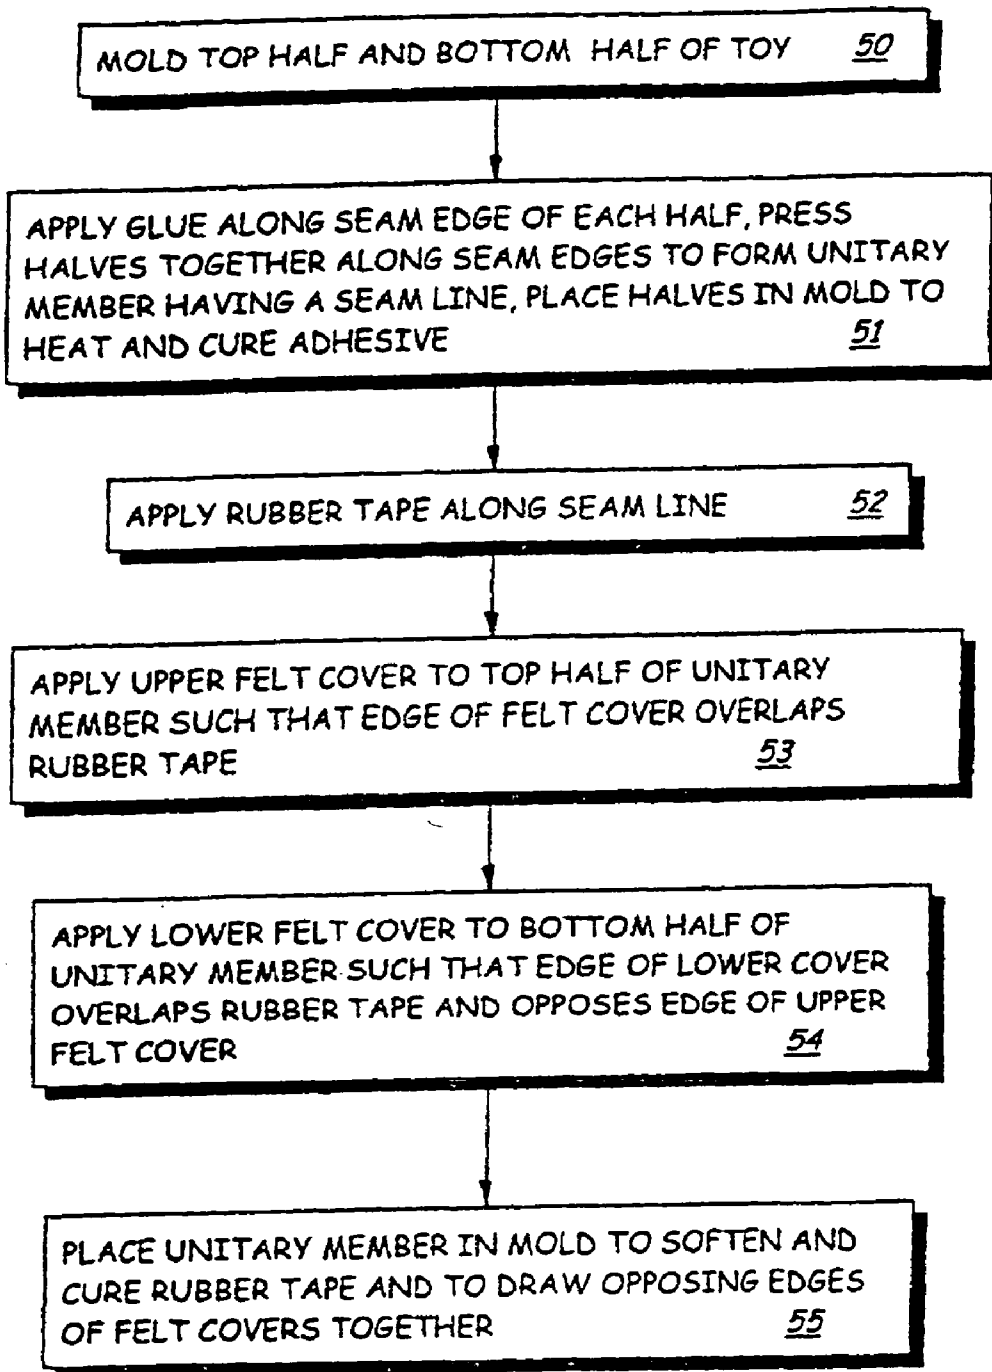 MOLD TOP HALF AND BOTTOM HALF OF TOY 50
APPLY GLUE ALONG SEAM EDGE OF EACH HALF, PRESS
HALVES TOGETHER ALONG SEAM EDGES TO FORM UNITARY
MEMBER HAVING A SEAM LINE, PLACE HALVES IN MOLD TO
HEAT AND CURE ADHESIVE 51
APPLY RUBBER TAPE ALONG SEAM LINE 52
APPLY UPPER FELT COVER TO TOP HALF OF UNITARY
MEMBER SUCH THAT EDGE OF FELT COVER OVERLAPS
RUBBER TAPE 53
APPLY LOWER FELT COVER TO BOTTOM HALF OF
UNITARY MEMBER SUCH THAT EDGE OF LOWER COVER
OVERLAPS RUBBER TAPE AND OPPOSES EDGE OF UPPER
FELT COVER 54
PLACE UNITARY MEMBER IN MOLD TO SOFTEN AND
CURE RUBBER TAPE AND TO DRAW OPPOSING EDGES
OF FELT COVERS TOGETHER 55